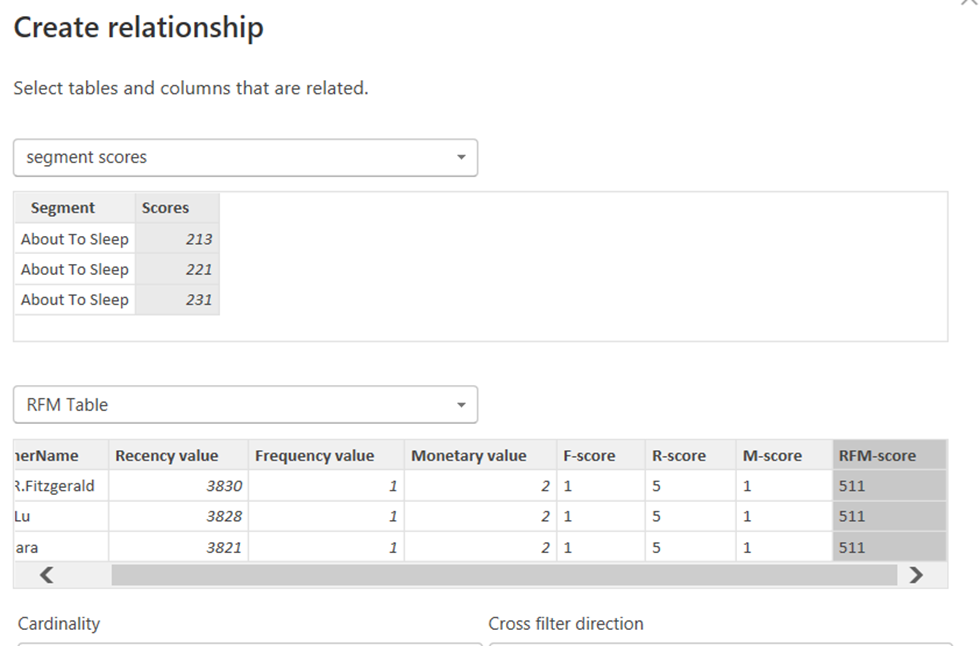 Create relationship
Select tables and columns that are related.
segment scores
Segment Scores
About To Sleep 213
About To Sleep 221
About To Sleep 231
RFM Table
nerName Recency value Frequency value Monetary value F-score R-score M-score RFM-score
R.Fitzgerald 3830 1 2 1 5 1 511
Lu 3828 1 2 1 5 1 511
ara 3821 1 2 1 5 1 511
Cardinality Cross filter direction